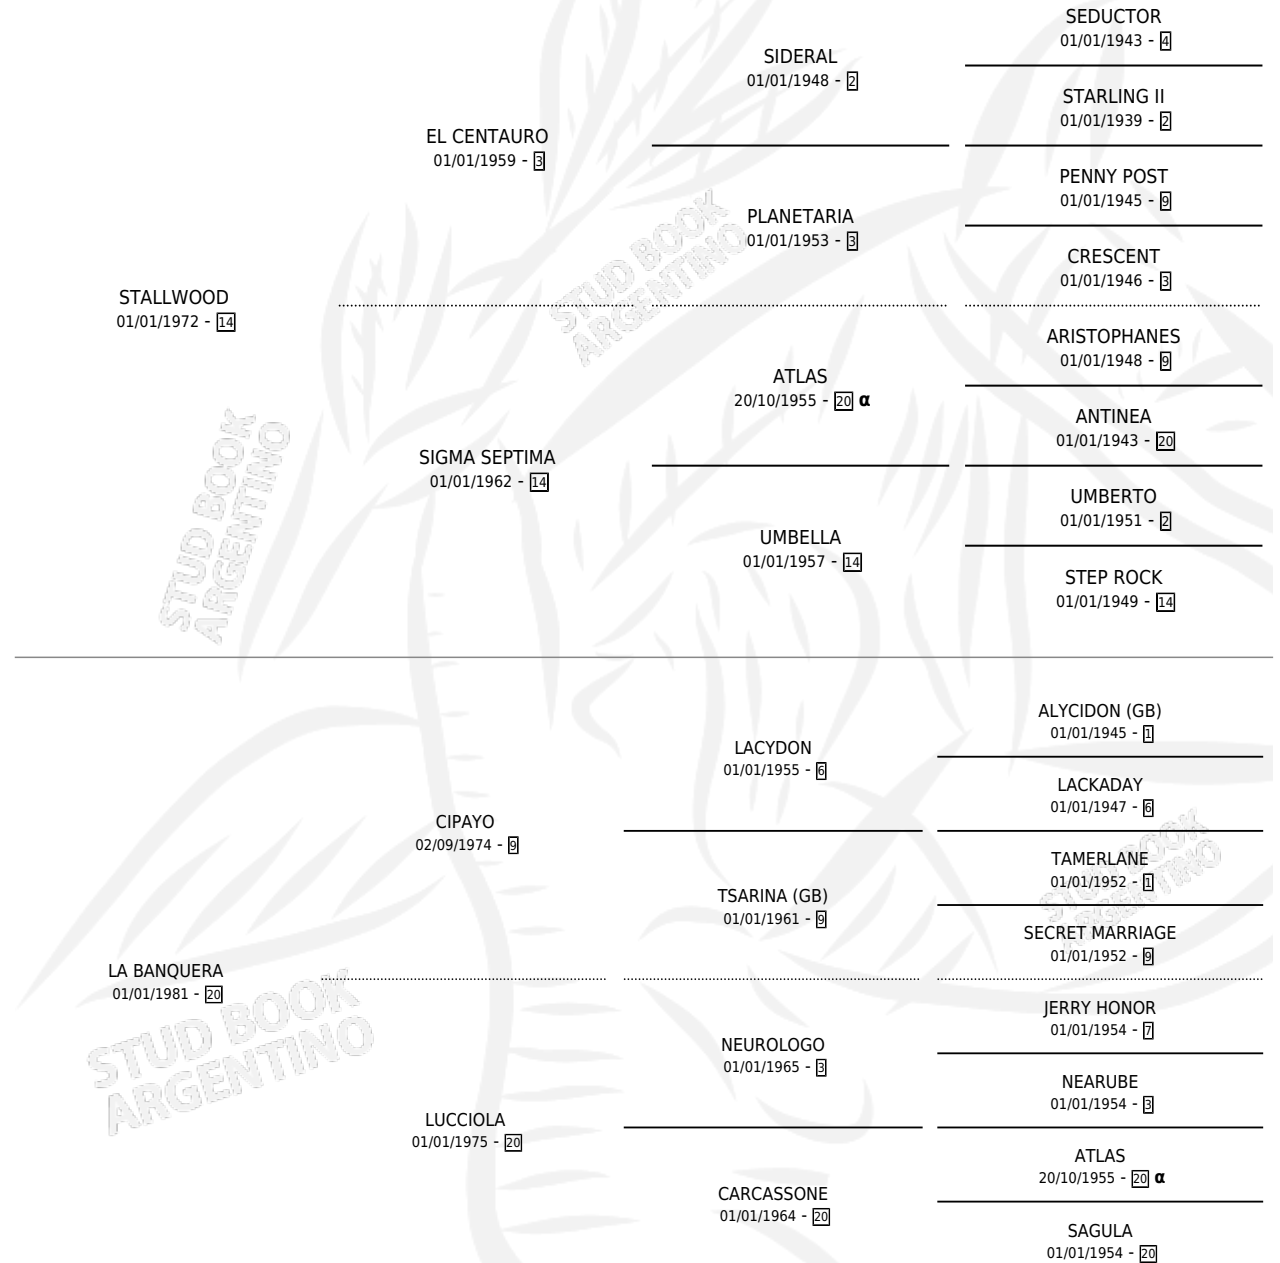 SEDUCTOR
01/01/1943 - 4
SIDERAL
01/01/1948 - 2
STARLING II
01/01/1939 - 2
EL CENTAURO
01/01/1959 - 3
PENNY POST
01/01/1945 - 9
PLANETARIA
01/01/1953 - 3
CRESCENT
01/01/1946 - 3
STALLWOOD
01/01/1972 - 14
ARISTOPHANES
01/01/1948 - 9
ATLAS
20/10/1955 - 20 α
ANTINEA
01/01/1943 - 20
SIGMA SEPTIMA
01/01/1962 - 14
UMBERTO
01/01/1951 - 2
UMBELLA
01/01/1957 - 14
STEP ROCK
01/01/1949 - 14
ALYCIDON (GB)
01/01/1945 - 1
LACYDON
01/01/1955 - 6
LACKADAY
01/01/1947 - 6
CIPAYO
02/09/1974 - 9
TAMERLANE
01/01/1952 - 1
TSARINA (GB)
01/01/1961 - 9
SECRET MARRIAGE
01/01/1952 - 9
LA BANQUERA
01/01/1981 - 20
JERRY HONOR
01/01/1954 - 7
NEUROLOGO
01/01/1965 - 3
NEARUBE
01/01/1954 - 3
LUCCIOLA
01/01/1975 - 20
ATLAS
20/10/1955 - 20 α
CARCASSONE
01/01/1964 - 20
SAGULA
01/01/1954 - 20
STUD BOOK
ARGENTINO
STUD BOOK
ARGENTINO
STUD BOOK
ARGENTINO
STUD BOOK
ARGENTINO